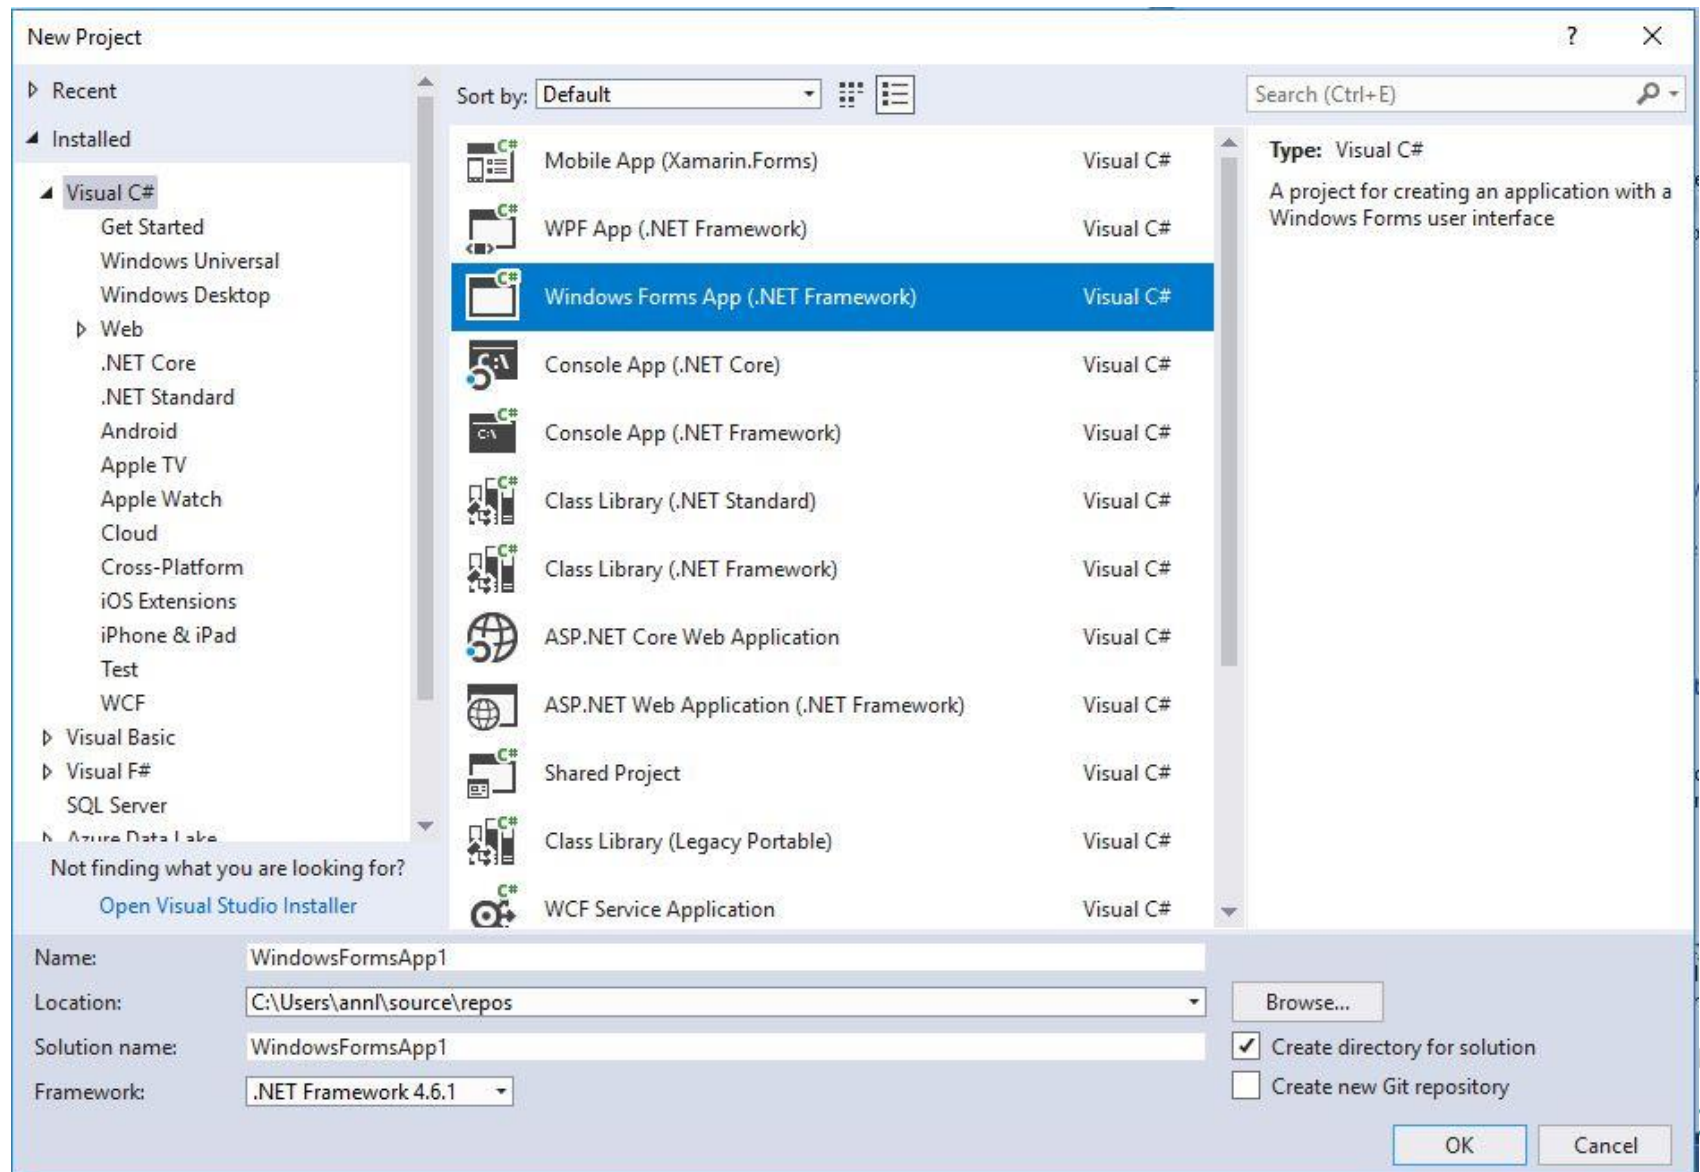 New Project
?
Recent
Installed
Visual C#
Get Started
Windows Universal
Windows Desktop
Web
.NET Core
.NET Standard
Android
Apple TV
Apple Watch
Cloud
Cross-Platform
iOS Extensions
iPhone & iPad
Test
WCF
Visual Basic
Visual F#
SQL Server
Azure Data Lake
Not finding what you are looking for?
Open Visual Studio Installer
Sort by: Default
Mobile App (Xamarin.Forms) Visual C#
WPF App (.NET Framework) Visual C#
Windows Forms App (.NET Framework) Visual C#
Console App (.NET Core) Visual C#
Console App (.NET Framework) Visual C#
Class Library (.NET Standard) Visual C#
Class Library (.NET Framework) Visual C#
ASP.NET Core Web Application Visual C#
ASP.NET Web Application (.NET Framework) Visual C#
Shared Project Visual C#
Class Library (Legacy Portable) Visual C#
WCF Service Application Visual C#
Search (Ctrl+E)
Type: Visual C#
A project for creating an application with a
Windows Forms user interface
Name: WindowsFormsApp1
Location: C:\Users\annl\source\repos
Browse...
Solution name: WindowsFormsApp1
Create directory for solution
Framework: .NET Framework 4.6.1
Create new Git repository
OK Cancel